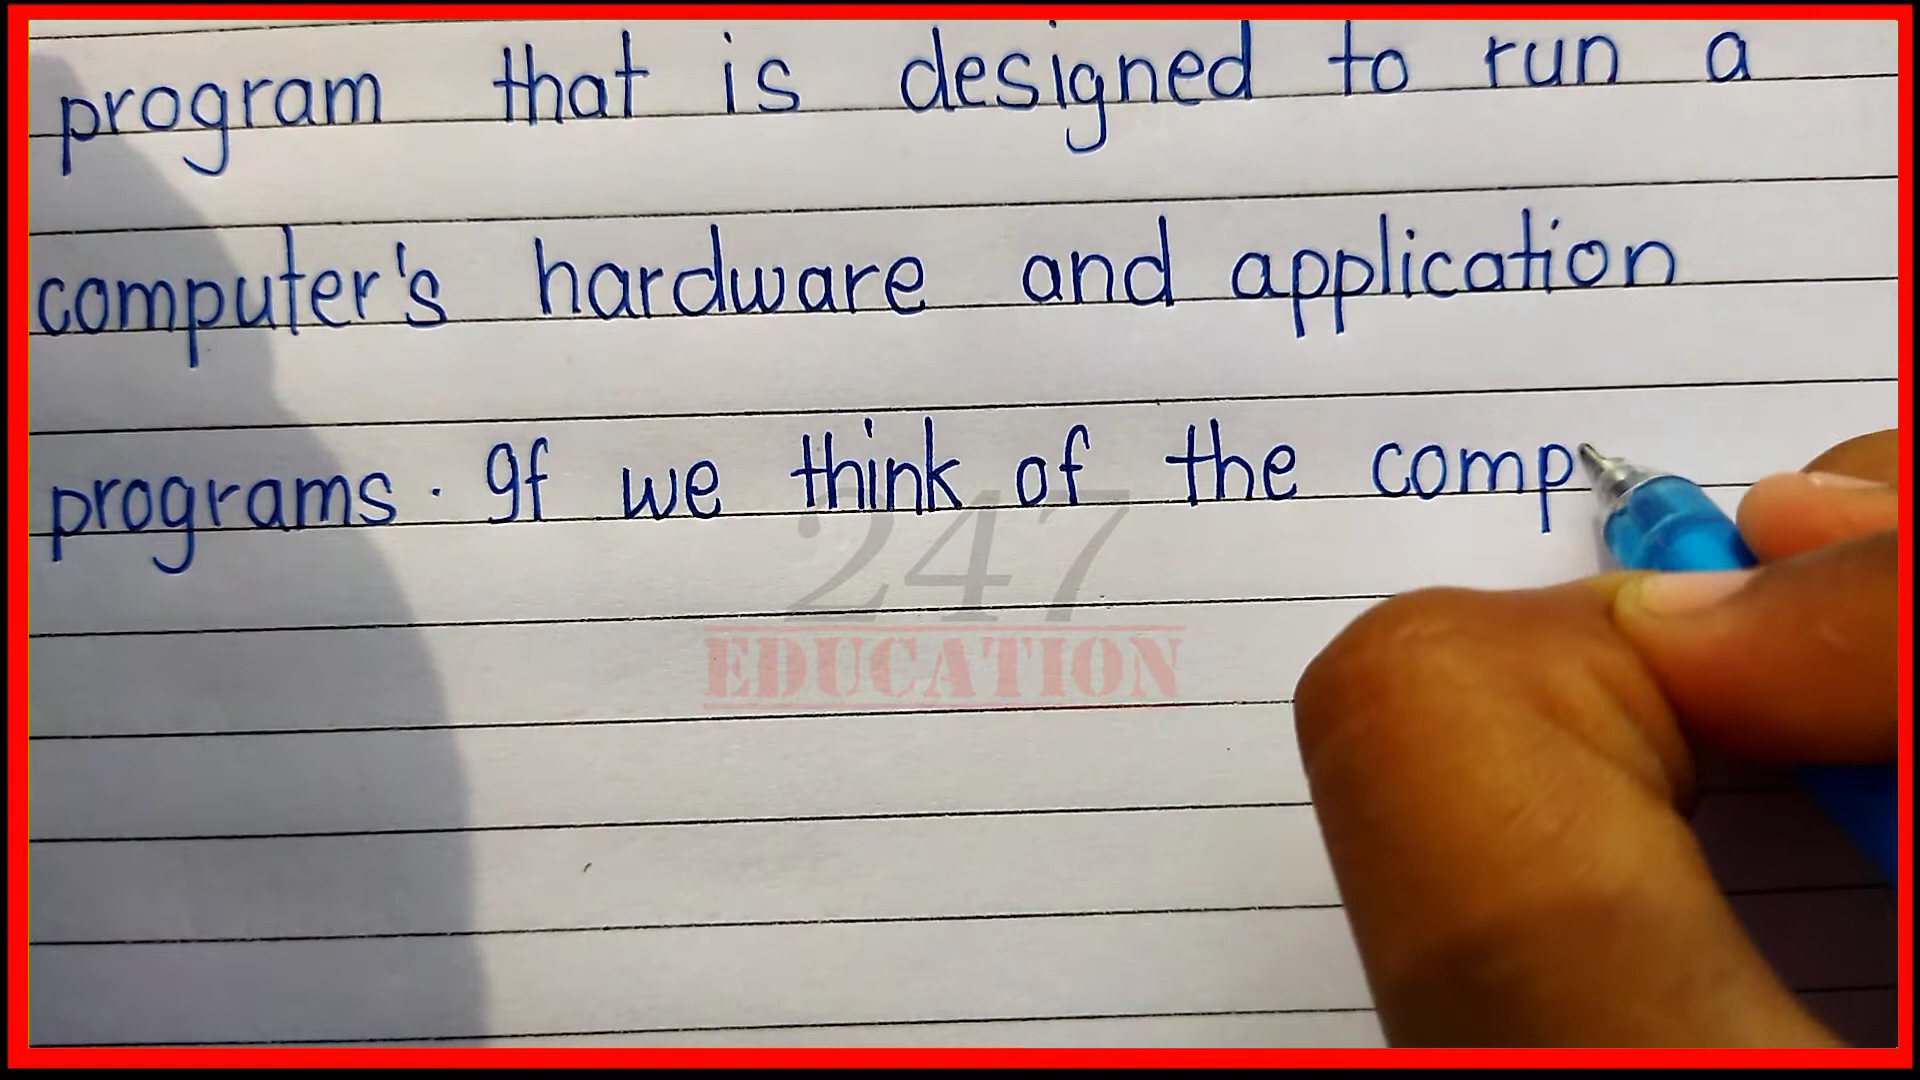 program that is designed to run a
computer's hardware and application
programs. If we think of the comp
247
EDUCATION